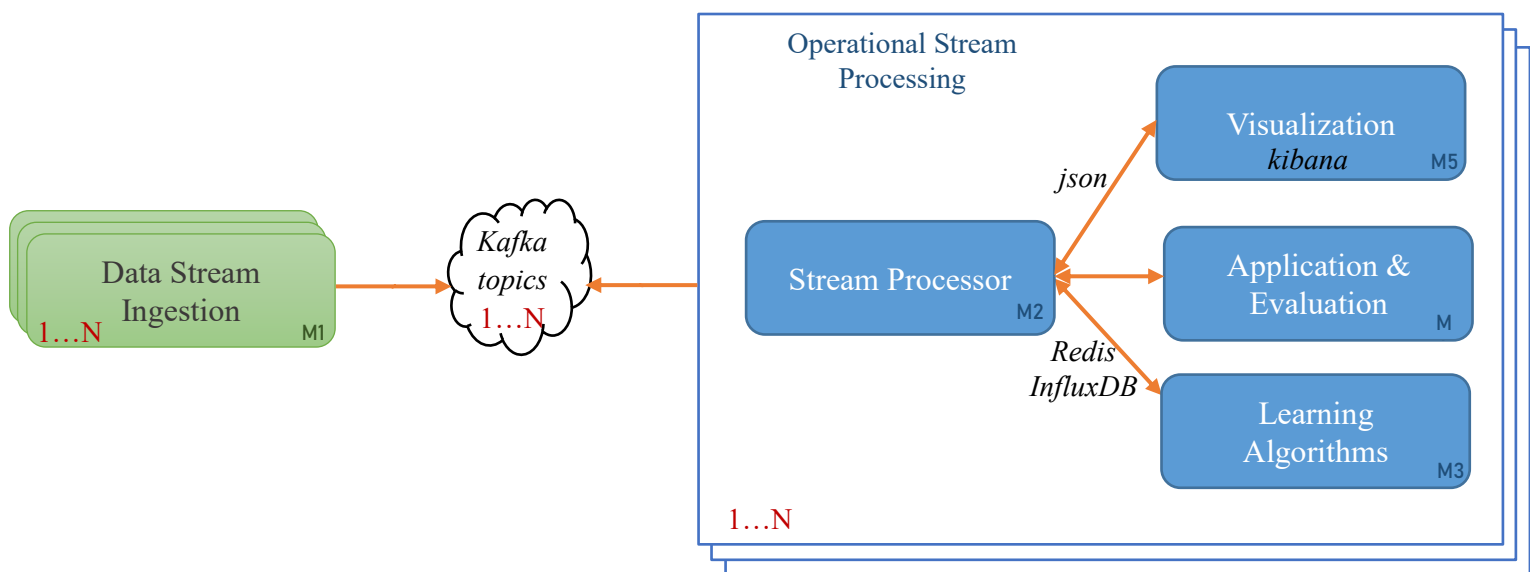 Operational Stream
Processing
Visualization
kibana
M5
json
Data Stream
Ingestion
1…N
M1
Kafka
topics
1…N
Stream Processor
M2
Application &
Evaluation
M
Redis
InfluxDB
Learning
Algorithms
M3
1…N